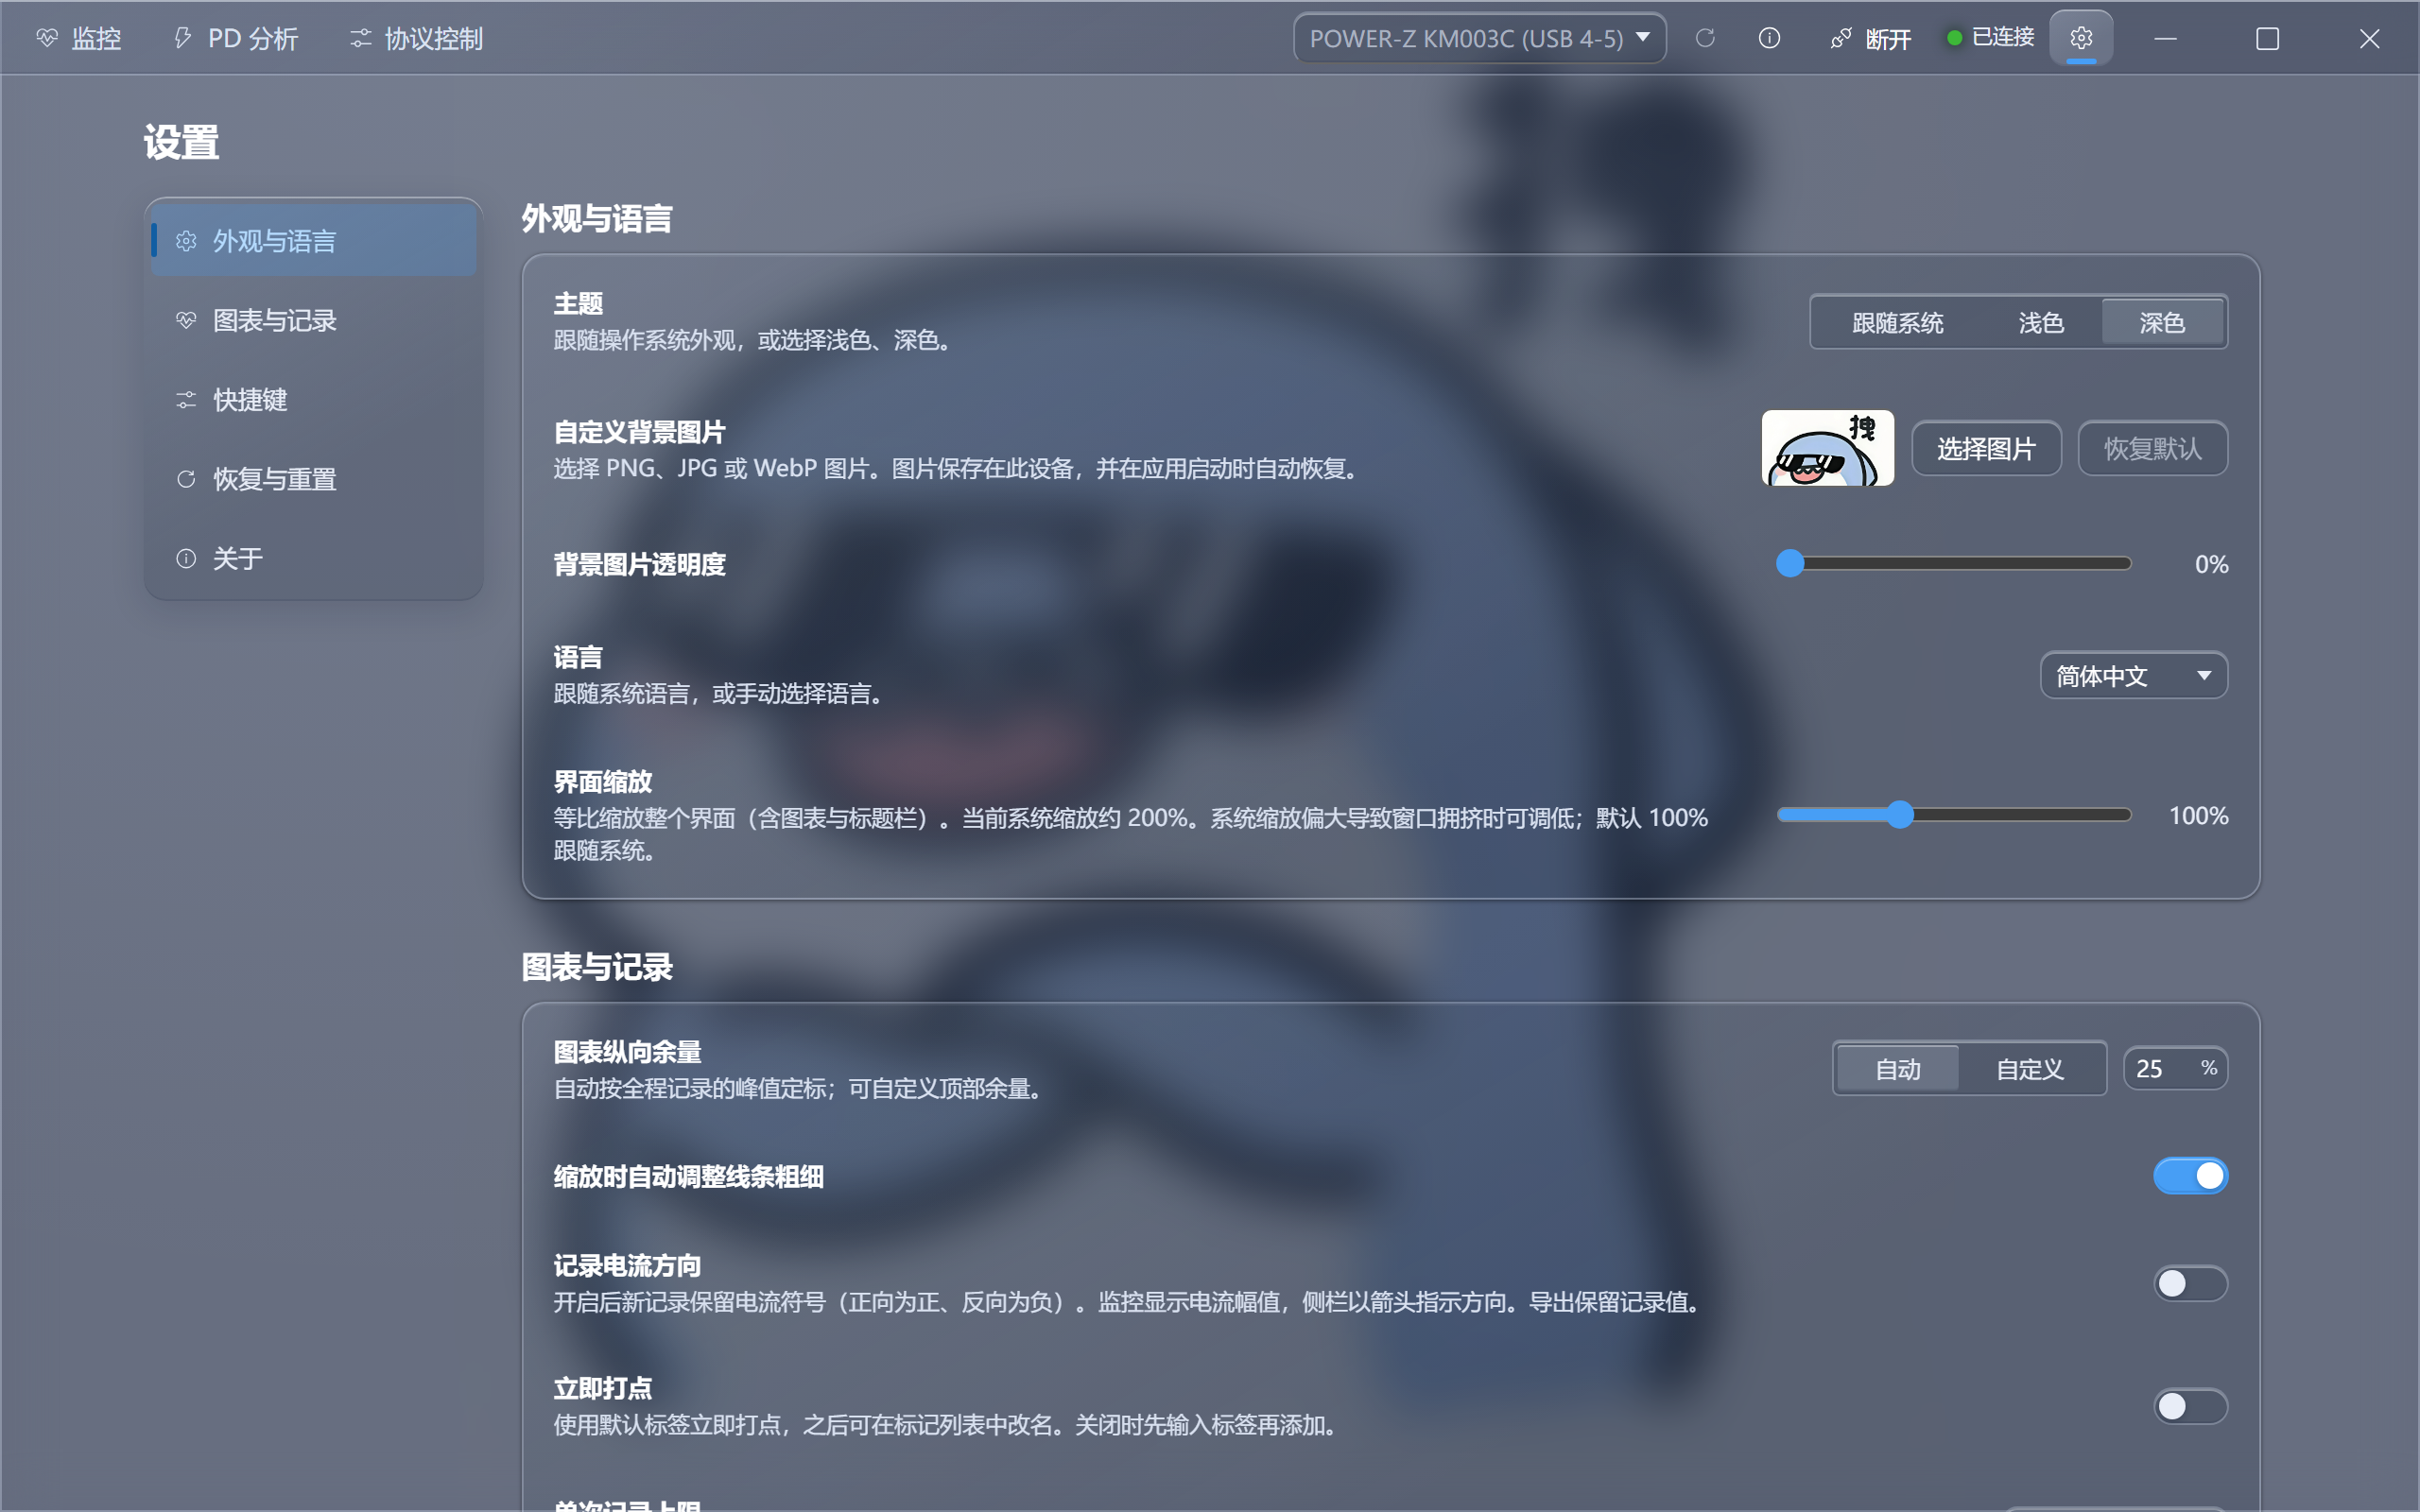 监控
PD 分析
协议控制
POWER-Z KM003C (USB 4-5)
断开
已连接
设置
外观与语言
图表与记录
快捷键
恢复与重置
关于
外观与语言
主题
跟随操作系统外观，或选择浅色、深色。
跟随系统
浅色
深色
自定义背景图片
选择 PNG、JPG 或 WebP 图片。图片保存在此设备，并在应用启动时自动恢复。
拽
选择图片
恢复默认
背景图片透明度
0%
语言
跟随系统语言，或手动选择语言。
简体中文
界面缩放
等比缩放整个界面（含图表与标题栏）。当前系统缩放约 200%。系统缩放偏大导致窗口拥挤时可调低；默认 100%
跟随系统。
100%
图表与记录
图表纵向余量
自动按全程记录的峰值定标；可自定义顶部余量。
自动
自定义
25 %
缩放时自动调整线条粗细
记录电流方向
开启后新记录保留电流符号（正向为正、反向为负）。监控显示电流幅值，侧栏以箭头指示方向。导出保留记录值。
立即打点
使用默认标签立即打点，之后可在标记列表中改名。关闭时先输入标签再添加。
单次记录上限